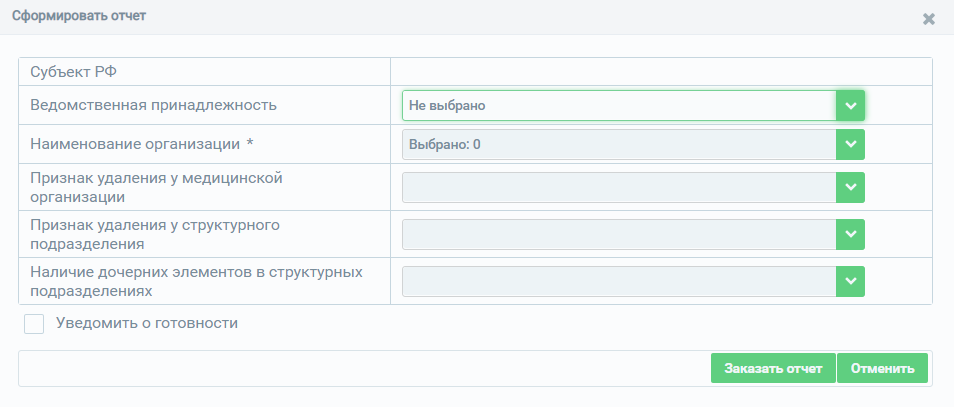 Сформировать отчет
Субъект РФ
Ведомственная принадлежность
Не выбрано
Наименование организации *
Выбрано: 0
Признак удаления у медицинской
организации
Признак удаления у структурного
подразделения
Наличие дочерних элементов в структурных
подразделениях
Уведомить о готовности
Заказать отчет
Отменить